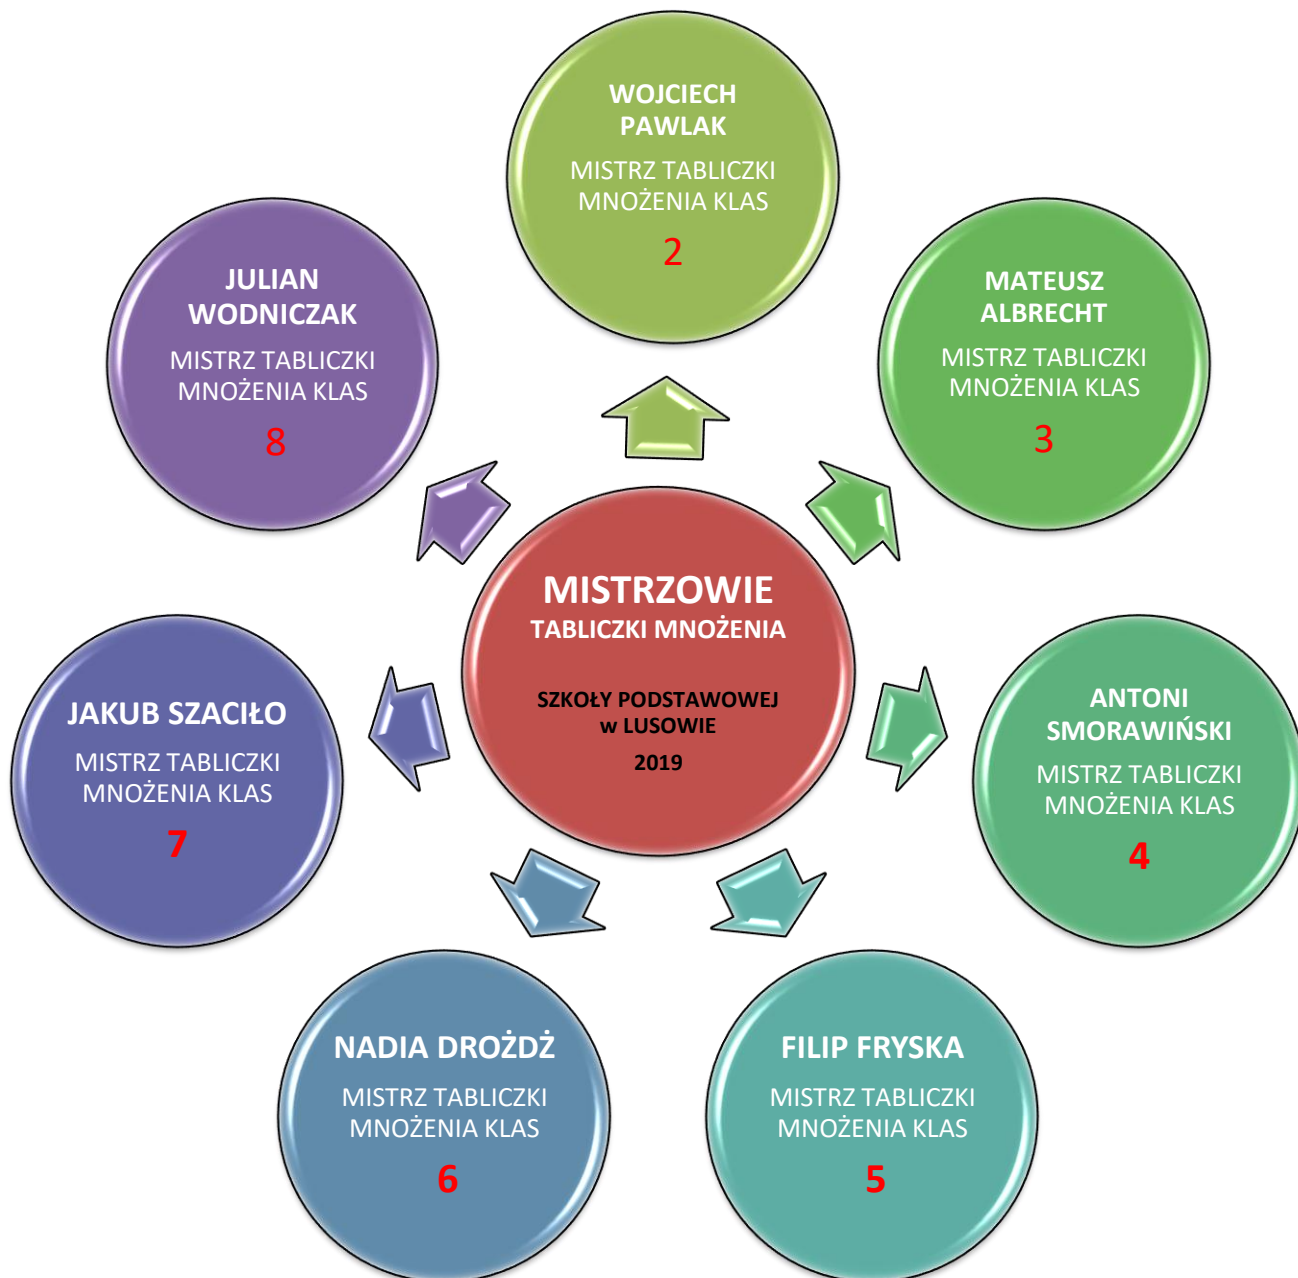 WOJCIECH
PAWLAK
MISTRZ TABLICZKI
MNOŻENIA KLAS
2
MATEUSZ
ALBRECHT
MISTRZ TABLICZKI
MNOŻENIA KLAS
3
ANTONI
SMORAWIŃSKI
MISTRZ TABLICZKI
MNOŻENIA KLAS
4
FILIP FRYSKA
MISTRZ TABLICZKI
MNOŻENIA KLAS
5
NADIA DROŻDŻ
MISTRZ TABLICZKI
MNOŻENIA KLAS
6
JAKUB SZACIŁO
MISTRZ TABLICZKI
MNOŻENIA KLAS
7
JULIAN
WODNICZAK
MISTRZ TABLICZKI
MNOŻENIA KLAS
8
MISTRZOWIE
TABLICZKI MNOŻENIA
SZKOŁY PODSTAWOWEJ
w LUSOWIE
2019